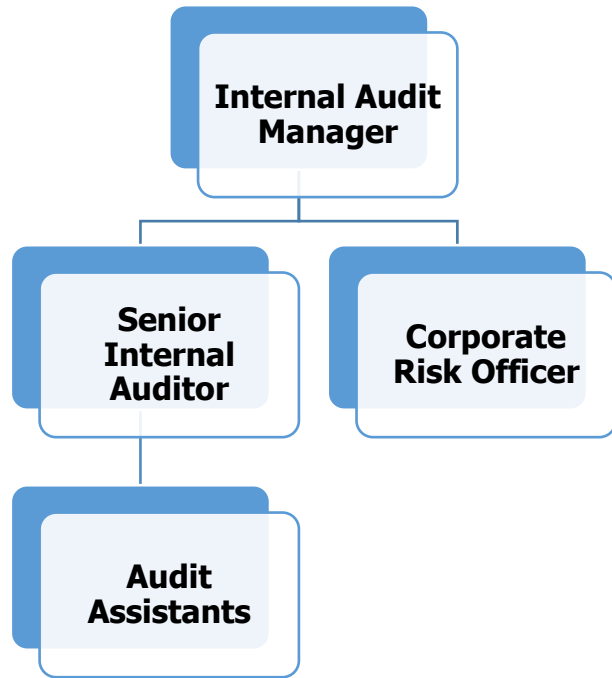 Internal Audit
Manager
Senior
Internal
Auditor
Corporate
Risk Officer
Audit
Assistants